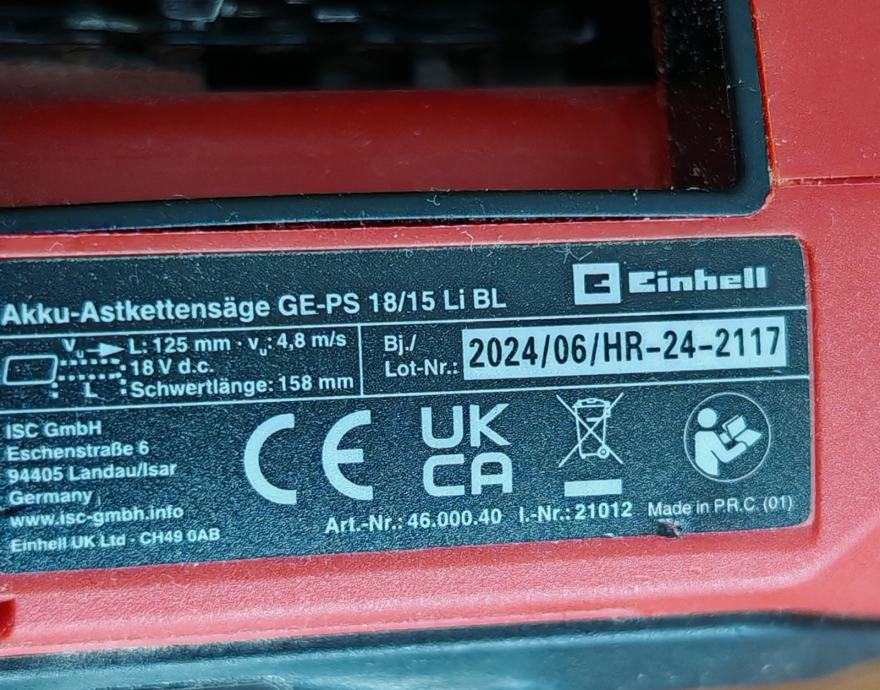 Einhell
Akku-Astkettensäge GE-PS 18/15 Li BL
Vu L: 125 mm · vu: 4,8 m/s
18 V d.c.
L Schwertlänge: 158 mm
Bj./
Lot-Nr.: 2024/06/HR-24-2117
ISC GmbH
Eschenstraße 6
94405 Landau/Isar
Germany
www.isc-gmbh.info
Einhell UK Ltd · CH49 0AB
CE
UK
CA
Art.-Nr.: 46.000.40 I.-Nr.: 21012 Made in P.R.C. (01)